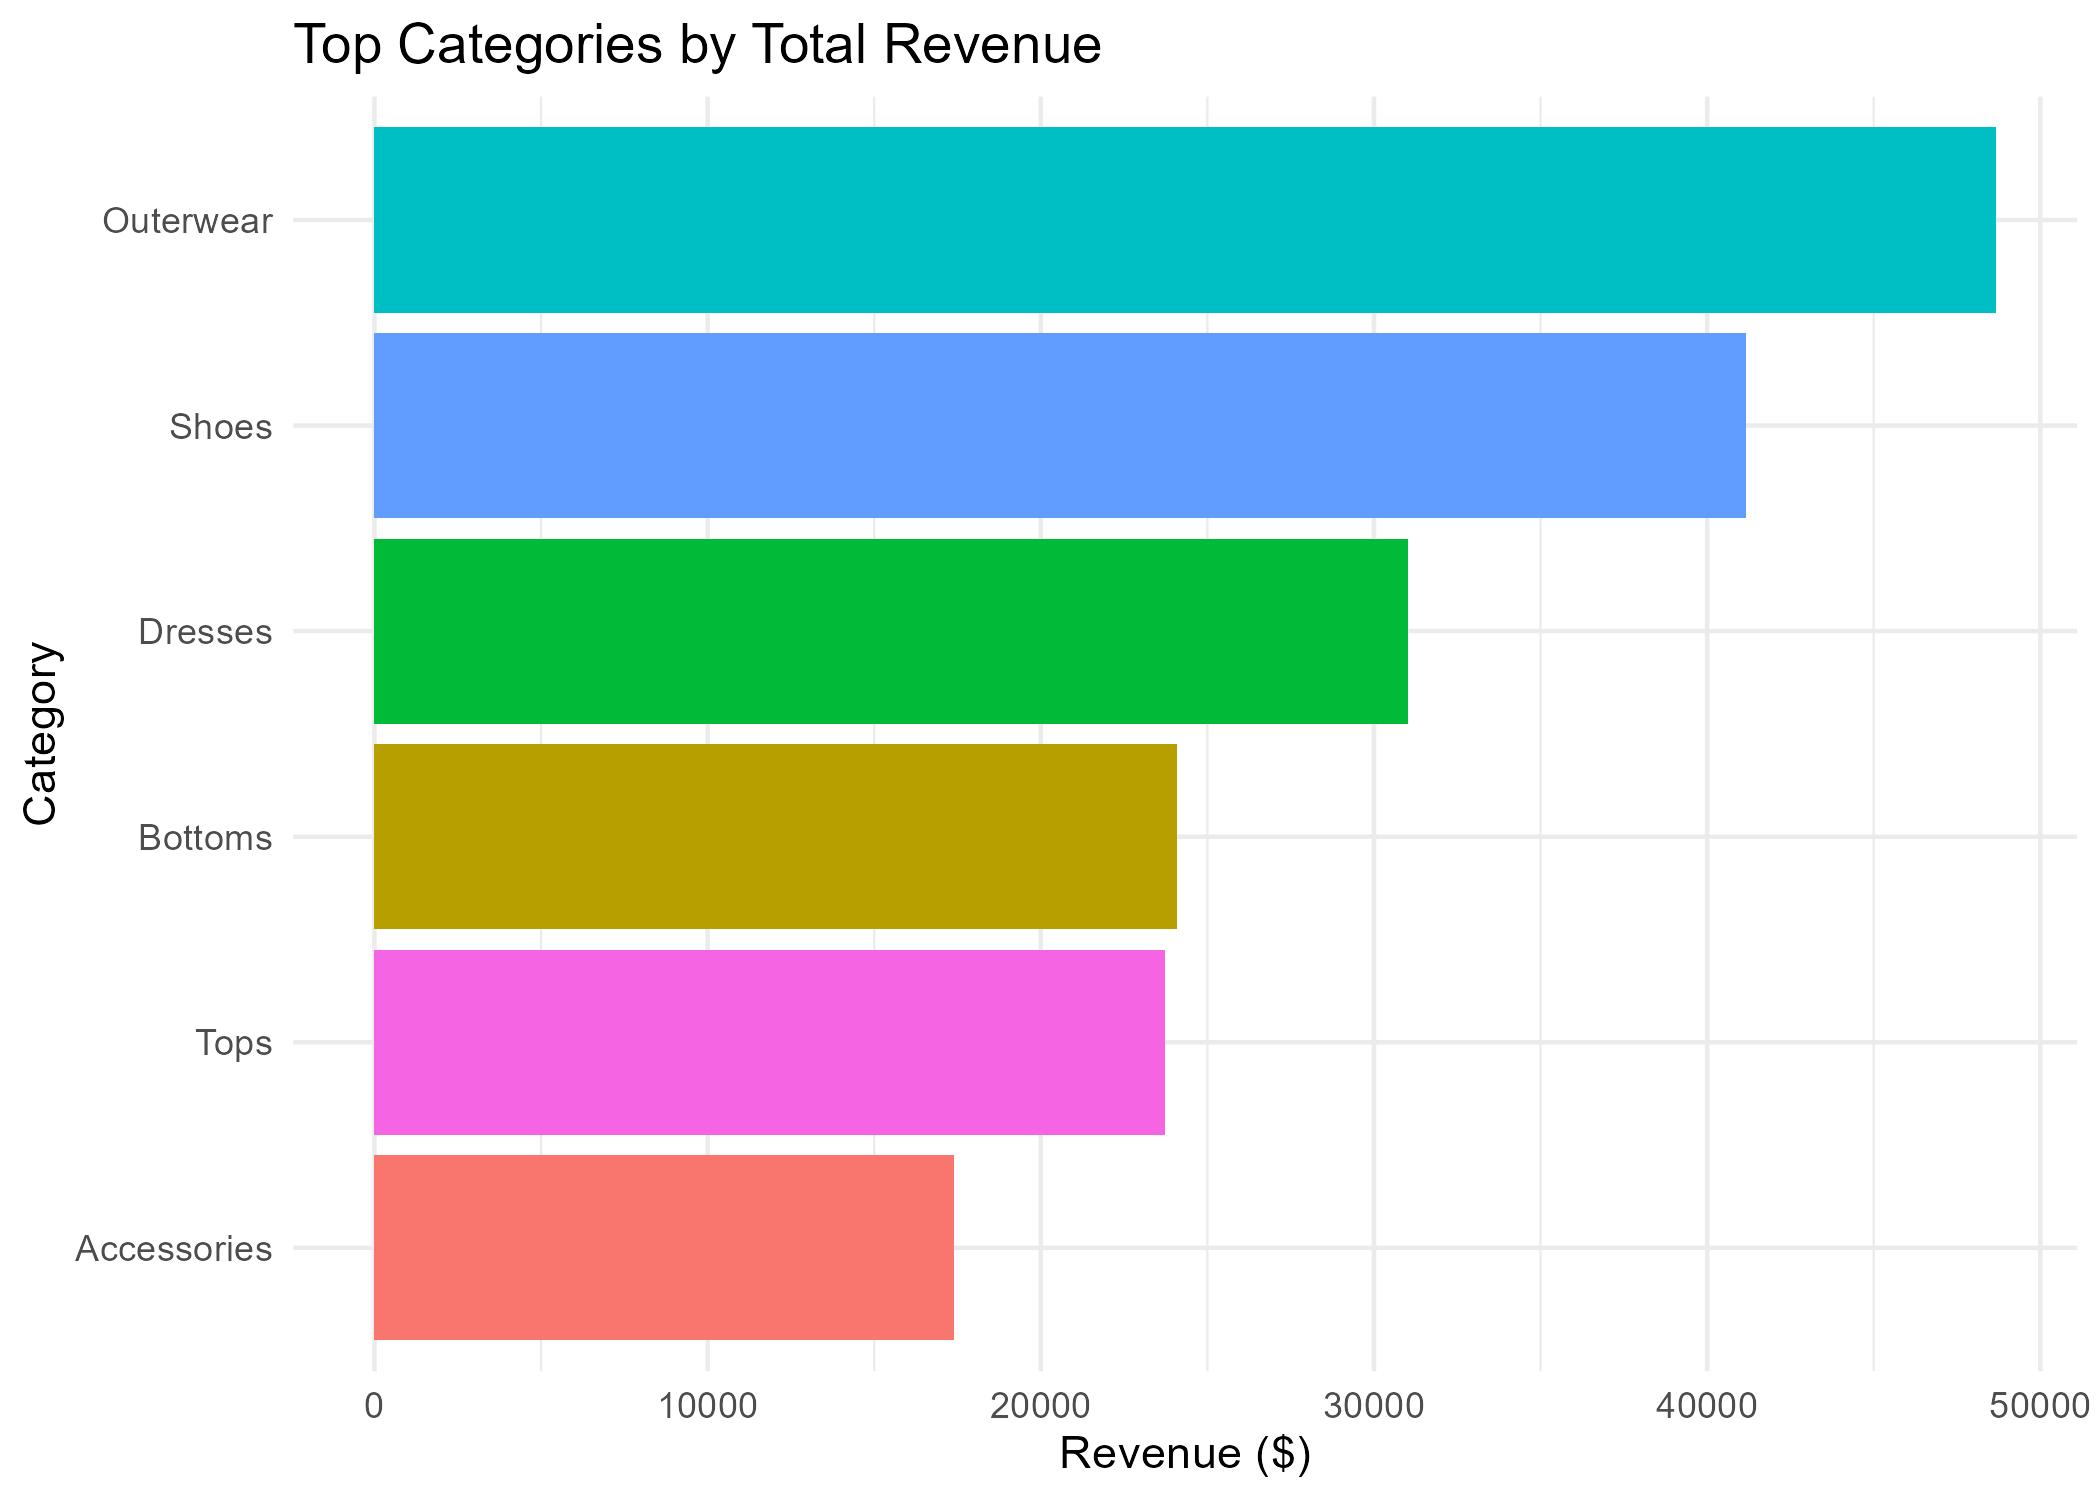 Top Categories by Total Revenue
Category
Outerwear
Shoes
Dresses
Bottoms
Tops
Accessories
0 10000 20000 30000 40000 50000
Revenue ($)